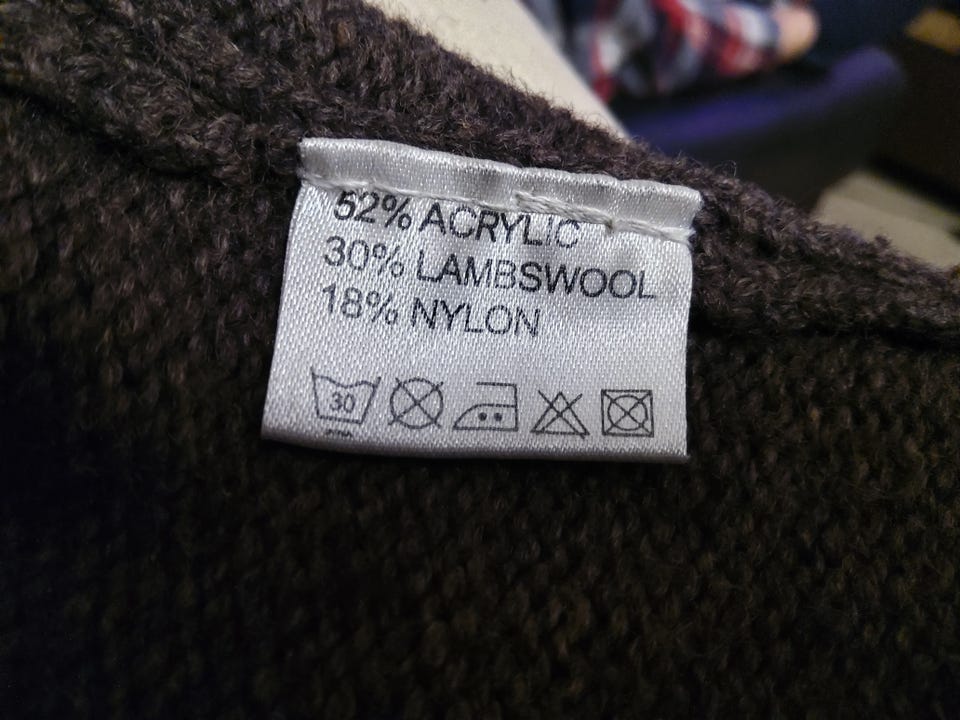 52% ACRYLIC
30% LAMBSWOOL
18% NYLON
30